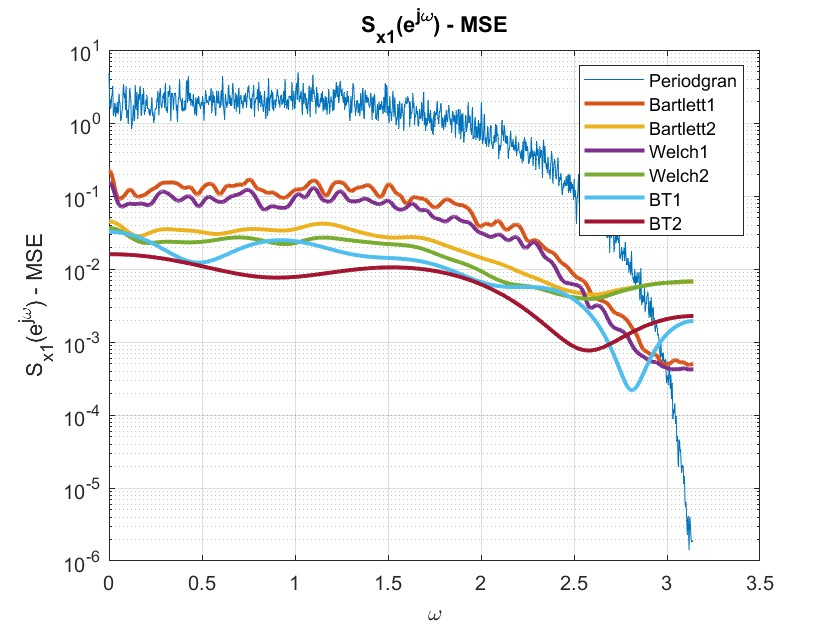 S_x1(e^jω) - MSE
10^1
10^0
10^-1
10^-2
10^-3
10^-4
10^-5
10^-6
S_x1(e^jω) - MSE
Periodgran
Bartlett1
Bartlett2
Welch1
Welch2
BT1
BT2
0 0.5 1 1.5 2 2.5 3 3.5
ω